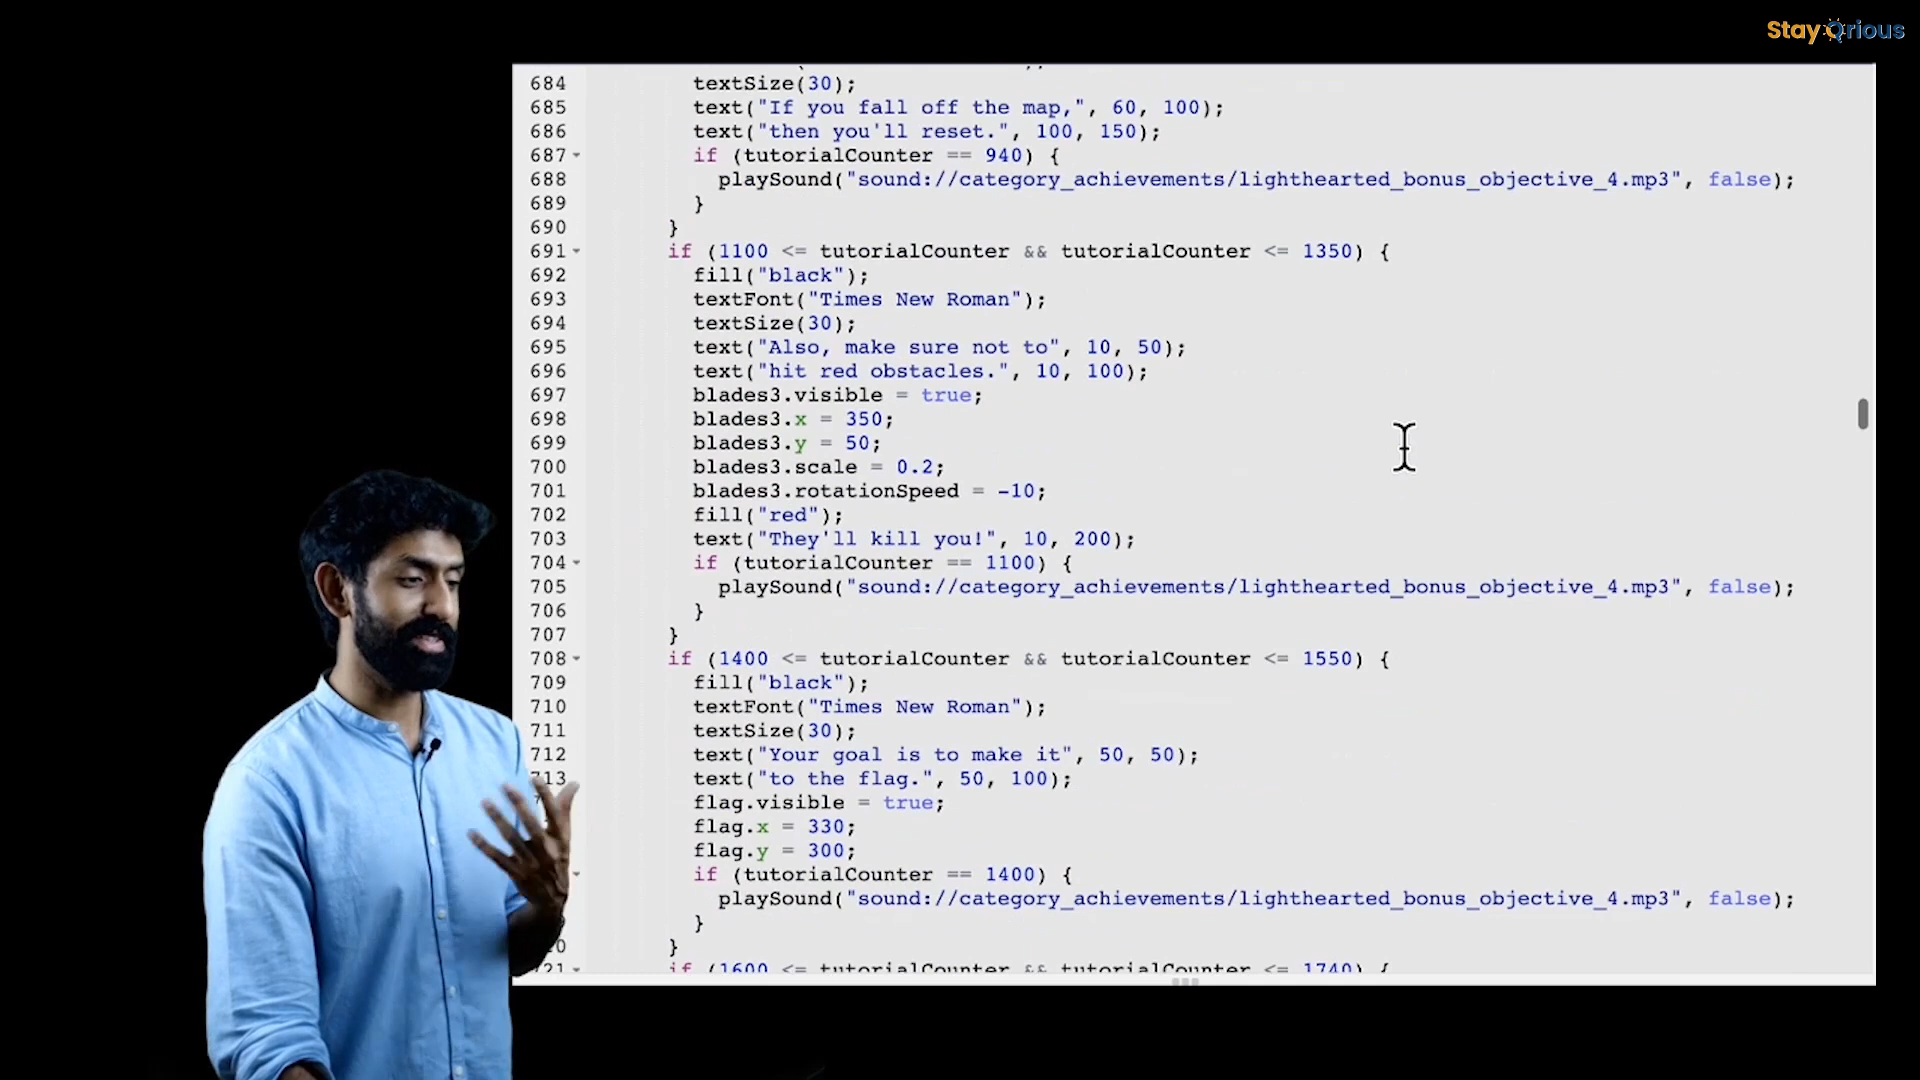 Stay Qrious
684 textSize(30);
685 text("If you fall off the map,", 60, 100);
686 text("then you'll reset.", 100, 150);
687 if (tutorialCounter == 940) {
688 playSound("sound://category_achievements/lighthearted_bonus_objective_4.mp3", false);
689 }
690 }
691 if (1100 <= tutorialCounter && tutorialCounter <= 1350) {
692 fill("black");
693 textFont("Times New Roman");
694 textSize(30);
695 text("Also, make sure not to", 10, 50);
696 text("hit red obstacles.", 10, 100);
697 blades3.visible = true;
698 blades3.x = 350;
699 blades3.y = 50;
700 blades3.scale = 0.2;
701 blades3.rotationSpeed = -10;
702 fill("red");
703 text("They'll kill you!", 10, 200);
704 if (tutorialCounter == 1100) {
705 playSound("sound://category_achievements/lighthearted_bonus_objective_4.mp3", false);
706 }
707 }
708 if (1400 <= tutorialCounter && tutorialCounter <= 1550) {
709 fill("black");
710 textFont("Times New Roman");
711 textSize(30);
712 text("Your goal is to make it", 50, 50);
713 text("to the flag.", 50, 100);
flag.visible = true;
flag.x = 330;
flag.y = 300;
if (tutorialCounter == 1400) {
playSound("sound://category_achievements/lighthearted_bonus_objective_4.mp3", false);
}
}
721 if (1600 <= tutorialCounter && tutorialCounter <= 1740) {